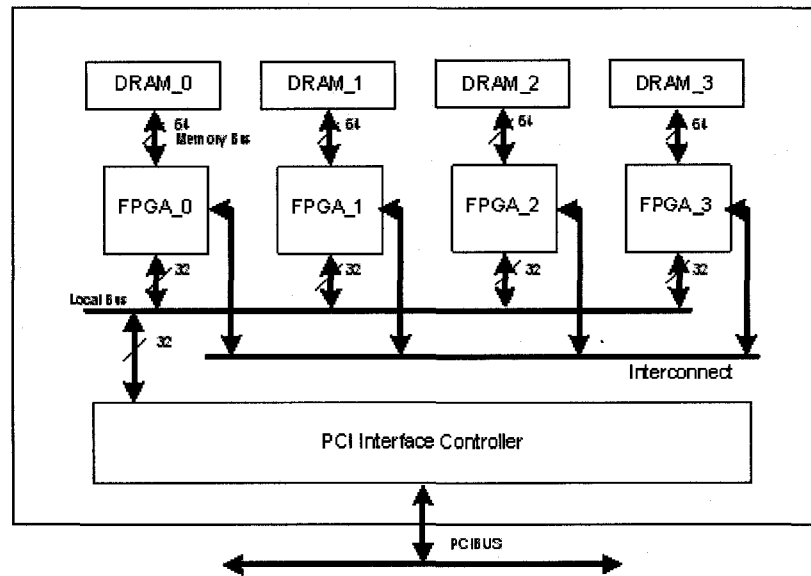 DRAM_0 DRAM_1 DRAM_2 DRAM_3
64 64 64 64
Memory Bus
FPGA_0 FPGA_1 FPGA_2 FPGA_3
32 32 32 32
Local Bus
32
Interconnect
PCI Interface Controller
PCIBUS